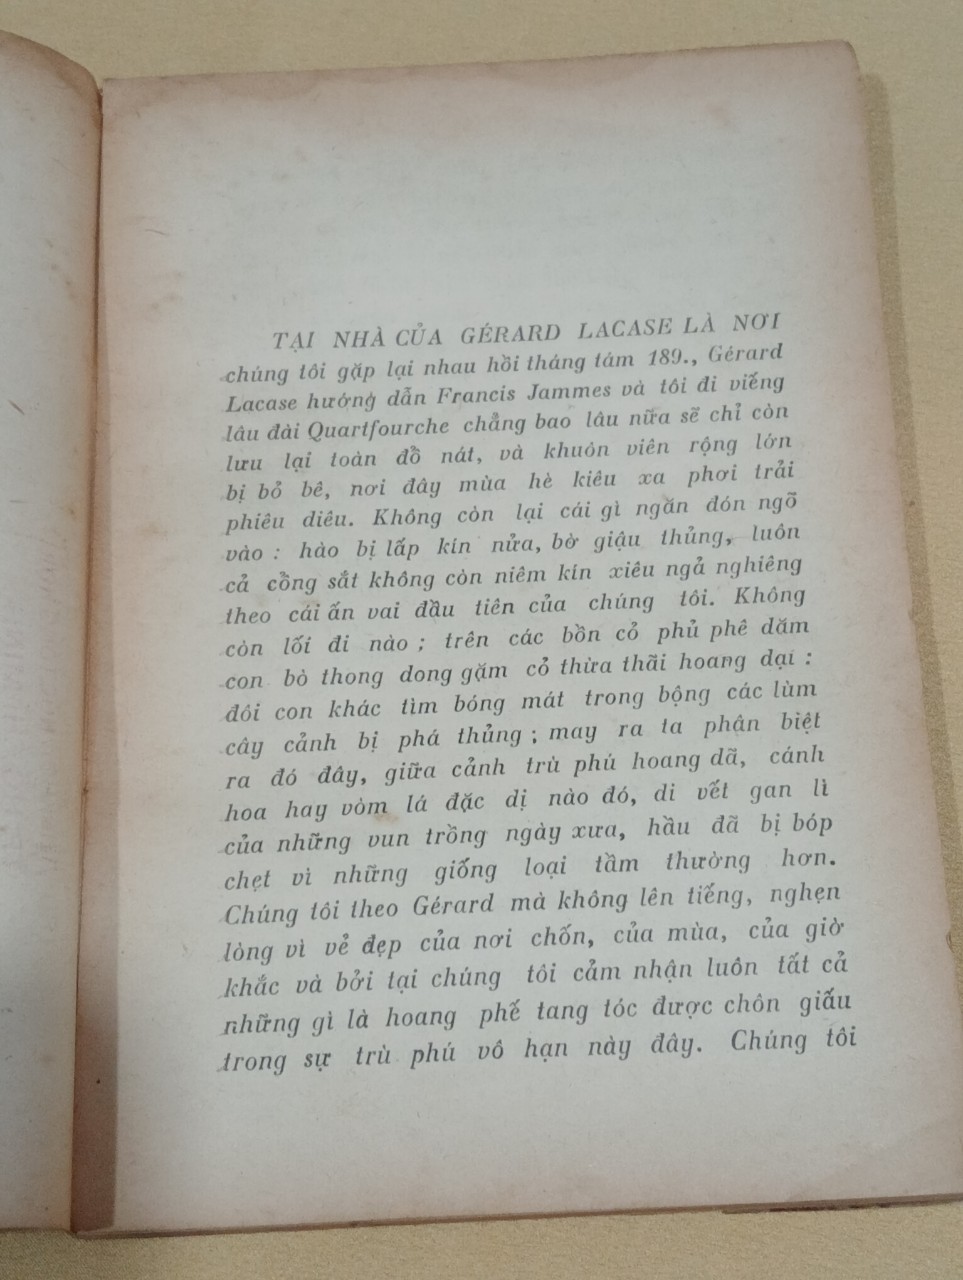 TẠI NHÀ CỦA GÉRARD LACASE LÀ NƠI
chúng tôi gặp lại nhau hồi tháng tám 189., Gérard
Lacase hướng dẫn Francis Jammes và tôi đi viếng
lâu đài Quartfourche chẳng bao lâu nữa sẽ chỉ còn
lưu lại toàn đồ nát, và khuôn viên rộng lớn
bị bỏ bê, nơi đây mùa hè kiêu xa phơi trải
phiêu diêu. Không còn lại cái gì ngăn đón ngõ
vào : hào bị lấp kín nửa, bờ giậu thủng, luôn
cả cồng sắt không còn niêm kín xiêu ngả nghiêng
theo cái ấn vai đầu tiên của chúng tôi. Không
còn lối đi nào ; trên các bồn cỏ phủ phê dăm
con bò thong dong gặm cỏ thừa thãi hoang dại :
đôi con khác tìm bóng mát trong bộng các lùm
cây cảnh bị phá thủng ; may ra ta phận biệt
ra đó đây, giữa cảnh trù phú hoang dã, cánh
hoa hay vòm lá đặc dị nào đó, di vết gan lì
của những vun trồng ngày xưa, hầu đã bị bóp
chẹt vì những giống loại tầm thường hơn.
Chúng tôi theo Gérard mà không lên tiếng, nghẹn
lòng vì vẻ đẹp của nơi chốn, của mùa, của giờ
khắc và bởi tại chúng tôi cảm nhận luôn tất cả
những gì là hoang phế tang tóc được chôn giấu
trong sự trù phú vô hạn này đây. Chúng tôi